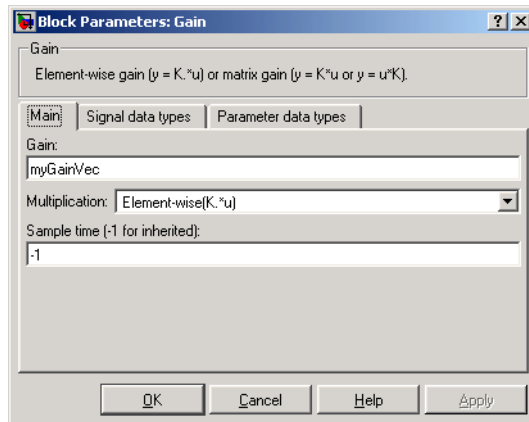 Block Parameters: Gain
Gain
Element-wise gain (y = K.*u) or matrix gain (y = K*u or y = u*K).
Main Signal data types Parameter data types
Gain:
myGainVec
Multiplication: Element-wise(K.*u)
Sample time (-1 for inherited):
-1
OK Cancel Help Apply